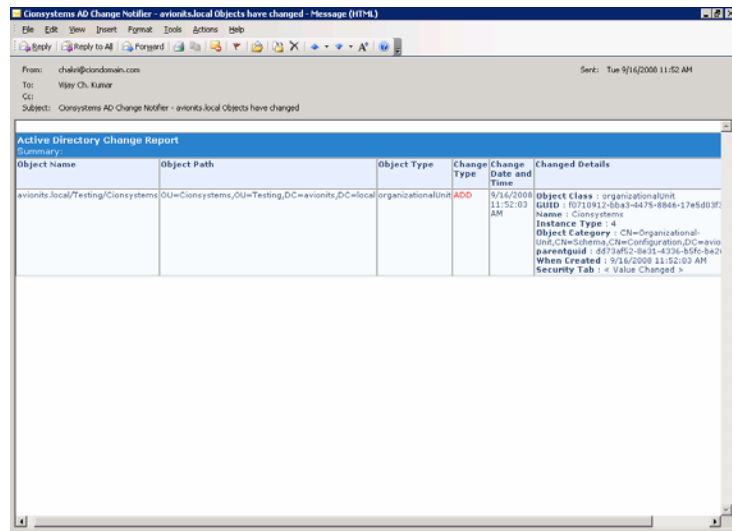 Cionsystems AD Change Notifier - avionits.local Objects have changed - Message (HTML)
File Edit View Insert Format Tools Actions Help
Reply Reply to All Forward
From: chakri@ciondomain.com
Sent: Tue 9/16/2008 11:52 AM
To: Vijay Ch. Kumar
Cc:
Subject: Cionsystems AD Change Notifier - avionits.local Objects have changed
Active Directory Change Report
Summary:
Object Name Object Path Object Type Change Type Change Date and Time Changed Details
avionits.local/Testing/Cionsystems OU=Cionsystems,OU=Testing,DC=avionits,DC=local organizationalUnit ADD 9/16/2008 11:52:03 AM
Object Class : organizationalUnit
GUID : f0710912-bba3-4475-8846-17e5d03f
Name : Cionsystems
Instance Type : 4
Object Category : CN=Organizational-
Unit,CN=Schema,CN=Configuration,DC=avio
parentguid : dd73af52-8e31-4336-b5fc-be2
When Created : 9/16/2008 11:52:03 AM
Security Tab : < Value Changed >